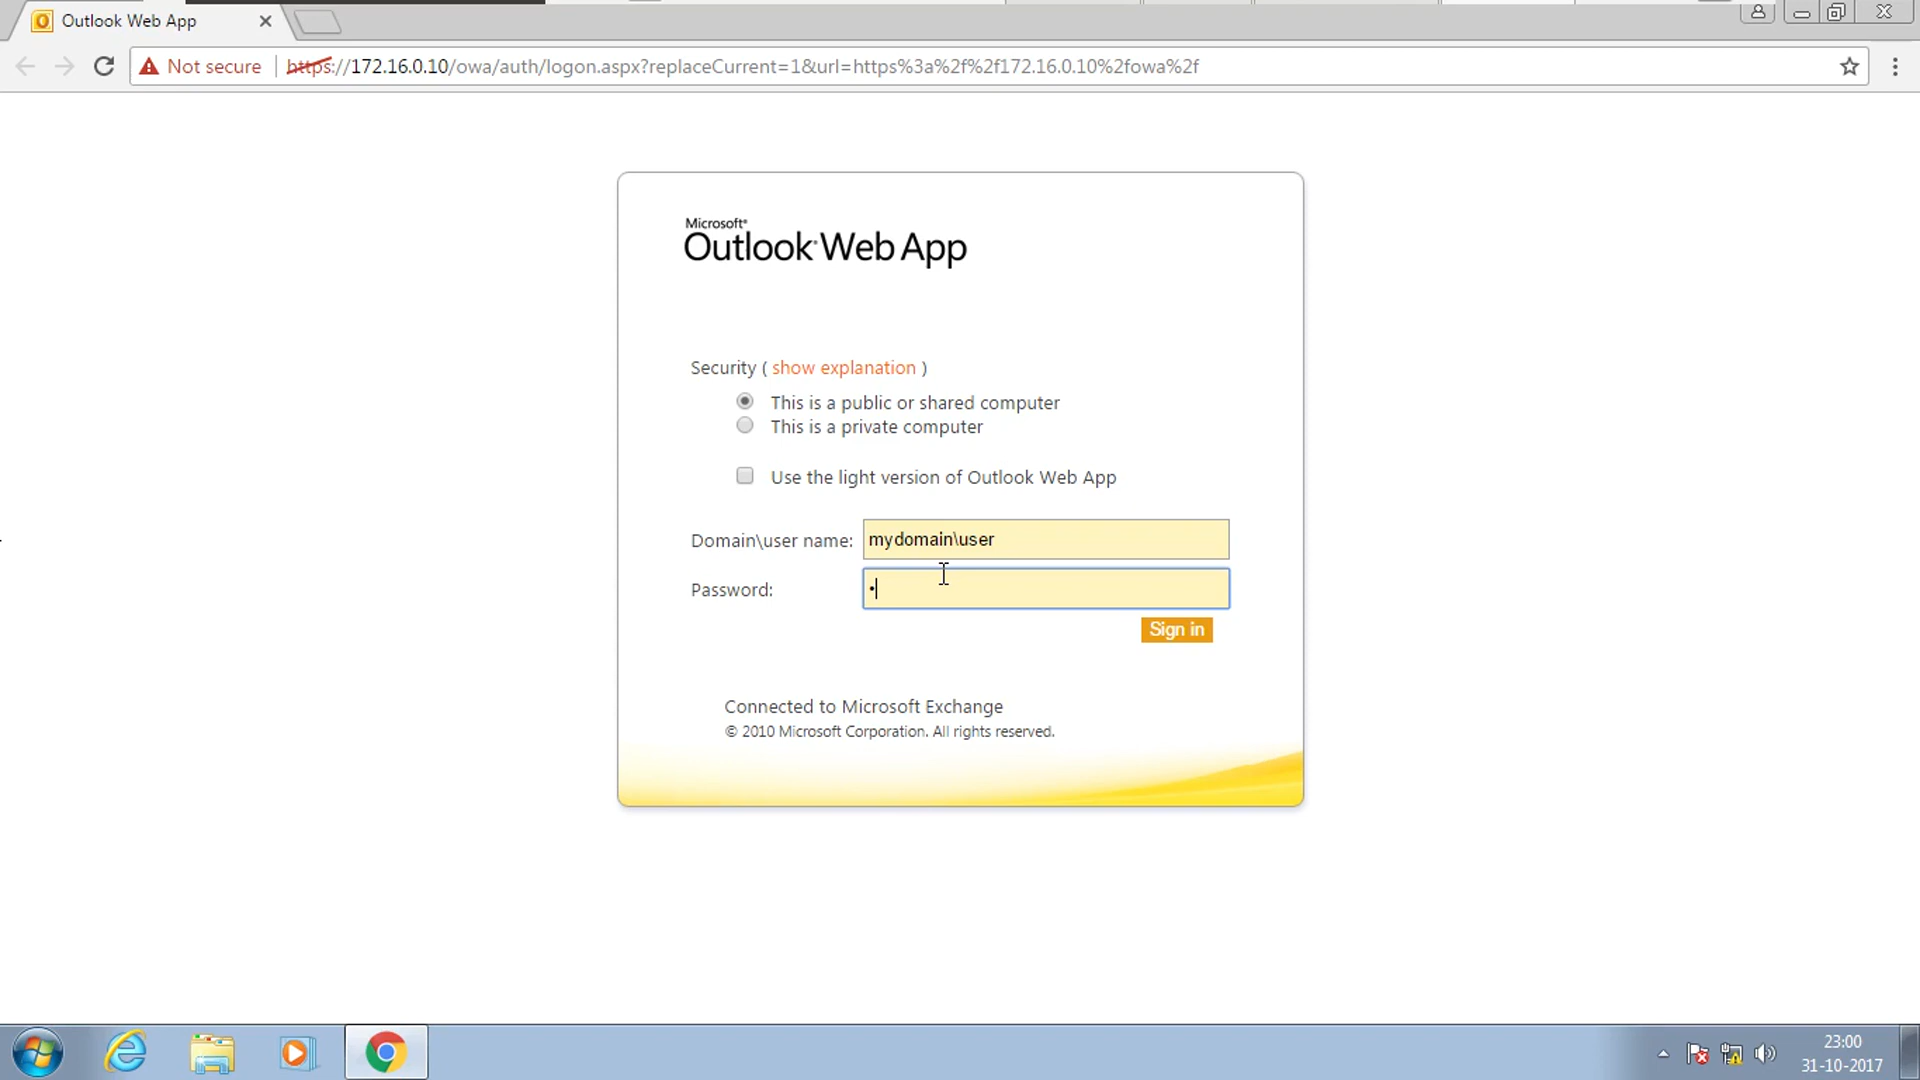 Outlook Web App
Not secure
https://172.16.0.10/owa/auth/logon.aspx?replaceCurrent=1&url=https%3a%2f%2f172.16.0.10%2fowa%2f
Microsoft®
Outlook Web App
Security ( show explanation )
This is a public or shared computer
This is a private computer
Use the light version of Outlook Web App
Domain\user name: mydomain\user
Password: •
Sign in
Connected to Microsoft Exchange
© 2010 Microsoft Corporation. All rights reserved.
23:00
31-10-2017